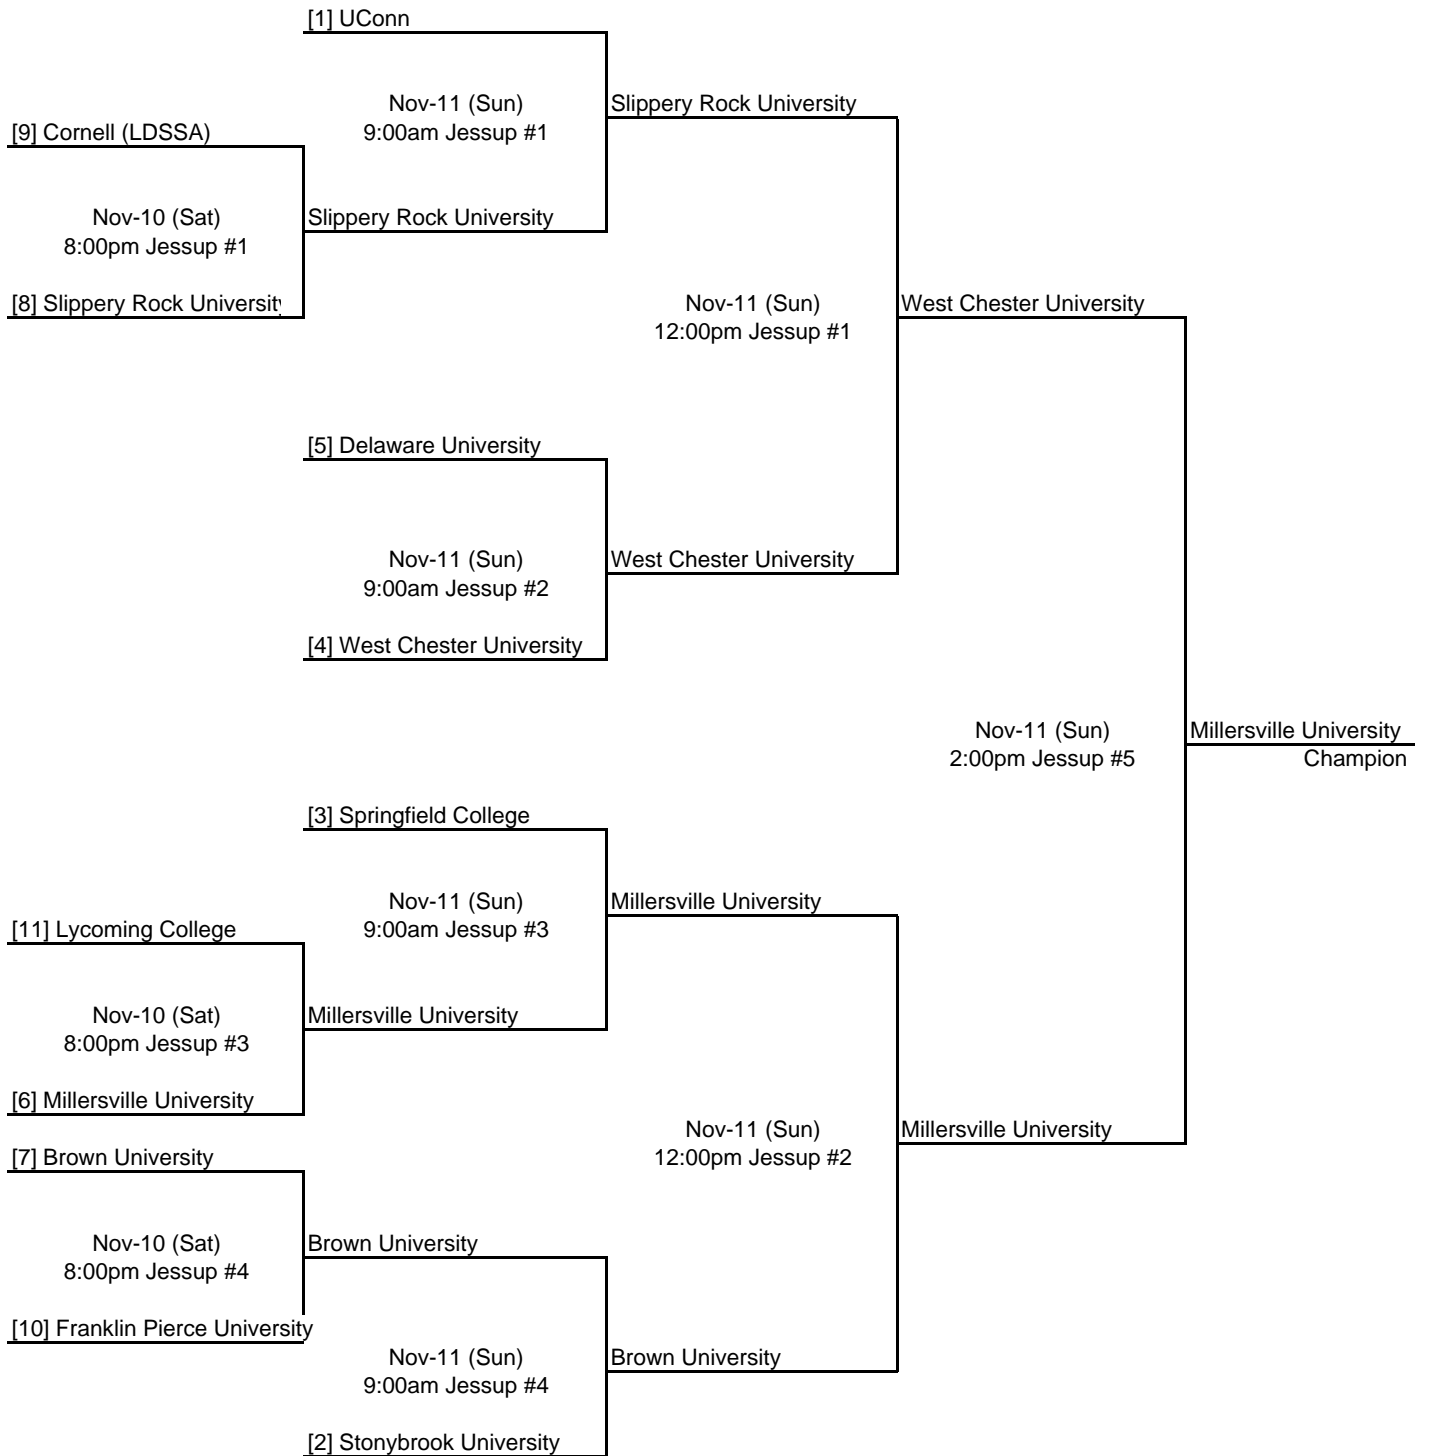 [1] UConn
Nov-11 (Sun)
9:00am Jessup #1
Slippery Rock University
[9] Cornell (LDSSA)
Nov-10 (Sat)
8:00pm Jessup #1
Slippery Rock University
[8] Slippery Rock University
Nov-11 (Sun)
12:00pm Jessup #1
West Chester University
[5] Delaware University
Nov-11 (Sun)
9:00am Jessup #2
West Chester University
[4] West Chester University
Nov-11 (Sun)
2:00pm Jessup #5
Millersville University
Champion
[3] Springfield College
Nov-11 (Sun)
9:00am Jessup #3
Millersville University
[11] Lycoming College
Nov-10 (Sat)
8:00pm Jessup #3
Millersville University
[6] Millersville University
Nov-11 (Sun)
12:00pm Jessup #2
Millersville University
[7] Brown University
Nov-10 (Sat)
8:00pm Jessup #4
Brown University
[10] Franklin Pierce University
Nov-11 (Sun)
9:00am Jessup #4
Brown University
[2] Stonybrook University